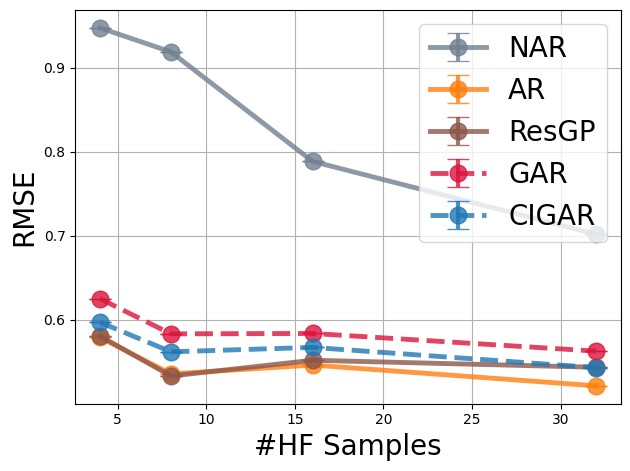 NAR
AR
ResGP
GAR
CIGAR
RMSE
0.9
0.8
0.7
0.6
5
10
15
20
25
30
#HF Samples